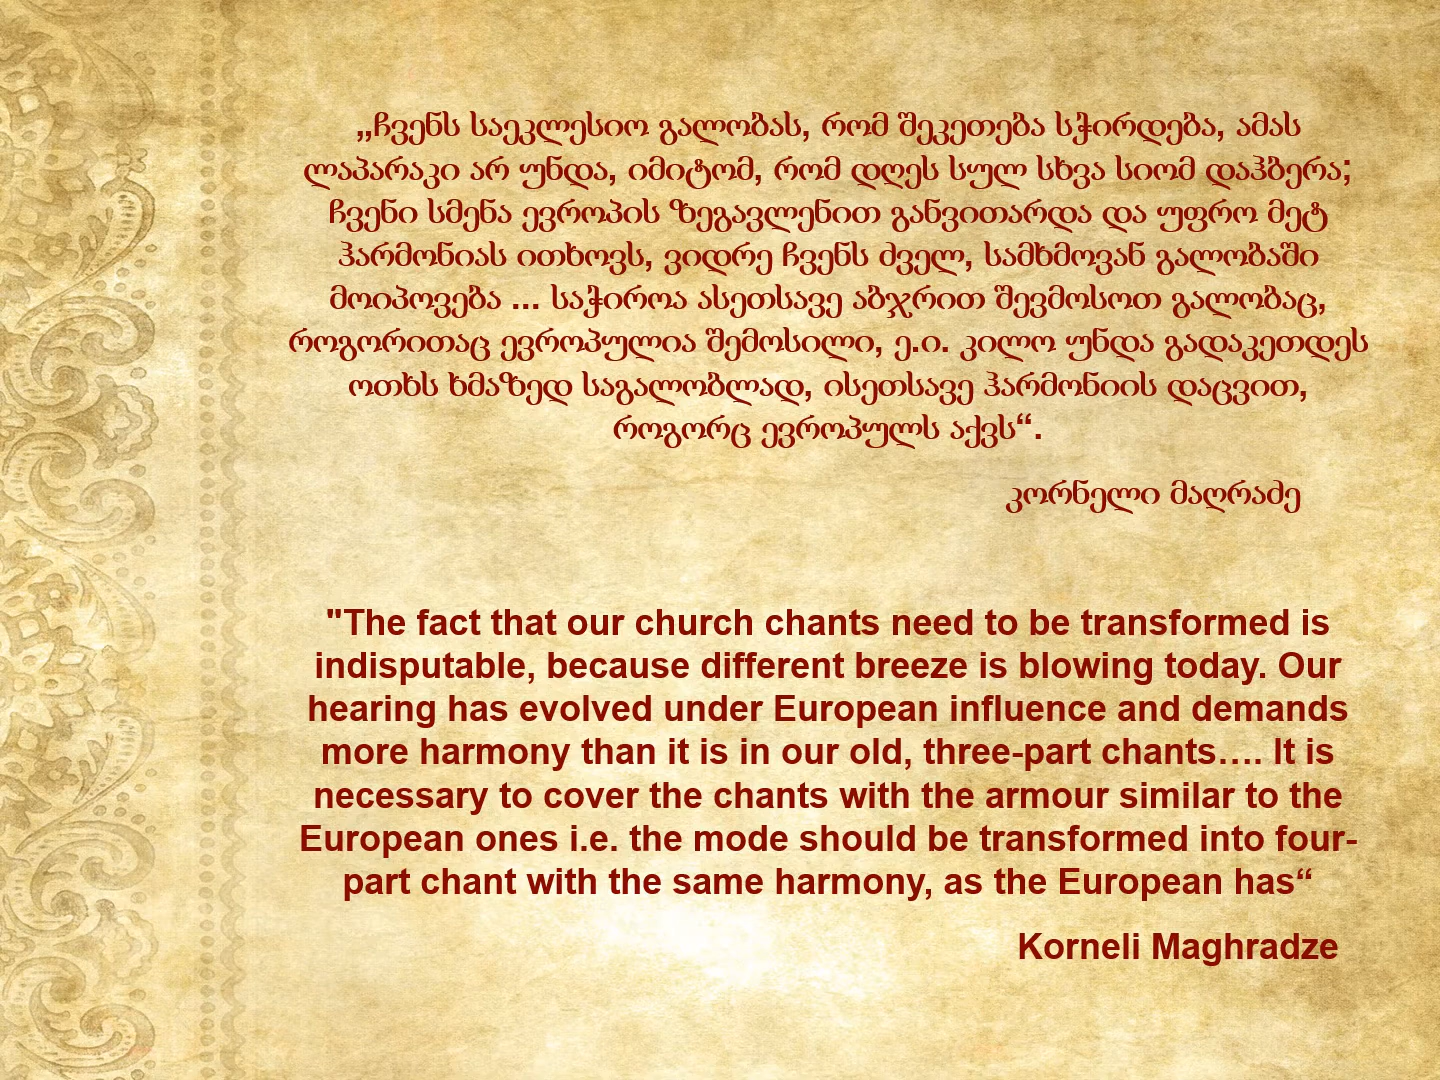 „ჩვენს საეკლესიო გალობას, რომ შეკეთება სჭირდება, ამას
ლაპარაკი არ უნდა, იმიტომ, რომ დღეს სულ სხვა სიომ დაჰბერა;
ჩვენი სმენა ევროპის ზეგავლენით განვითარდა და უფრო მეტ
ჰარმონიას ითხოვს, ვიდრე ჩვენს ძველ, სამხმოვან გალობაში
მოიპოვება ... საჭიროა ასეთსავე აბჯრით შევმოსოთ გალობაც,
როგორითაც ევროპულია შემოსილი, ე.ი. კილო უნდა გადაკეთდეს
ოთხს ხმაზედ საგალობლად, ისეთსავე ჰარმონიის დაცვით,
როგორც ევროპულს აქვს“.
კორნელი მაღრაძე
"The fact that our church chants need to be transformed is
indisputable, because different breeze is blowing today. Our
hearing has evolved under European influence and demands
more harmony than it is in our old, three-part chants…. It is
necessary to cover the chants with the armour similar to the
European ones i.e. the mode should be transformed into four-
part chant with the same harmony, as the European has“
Korneli Maghradze